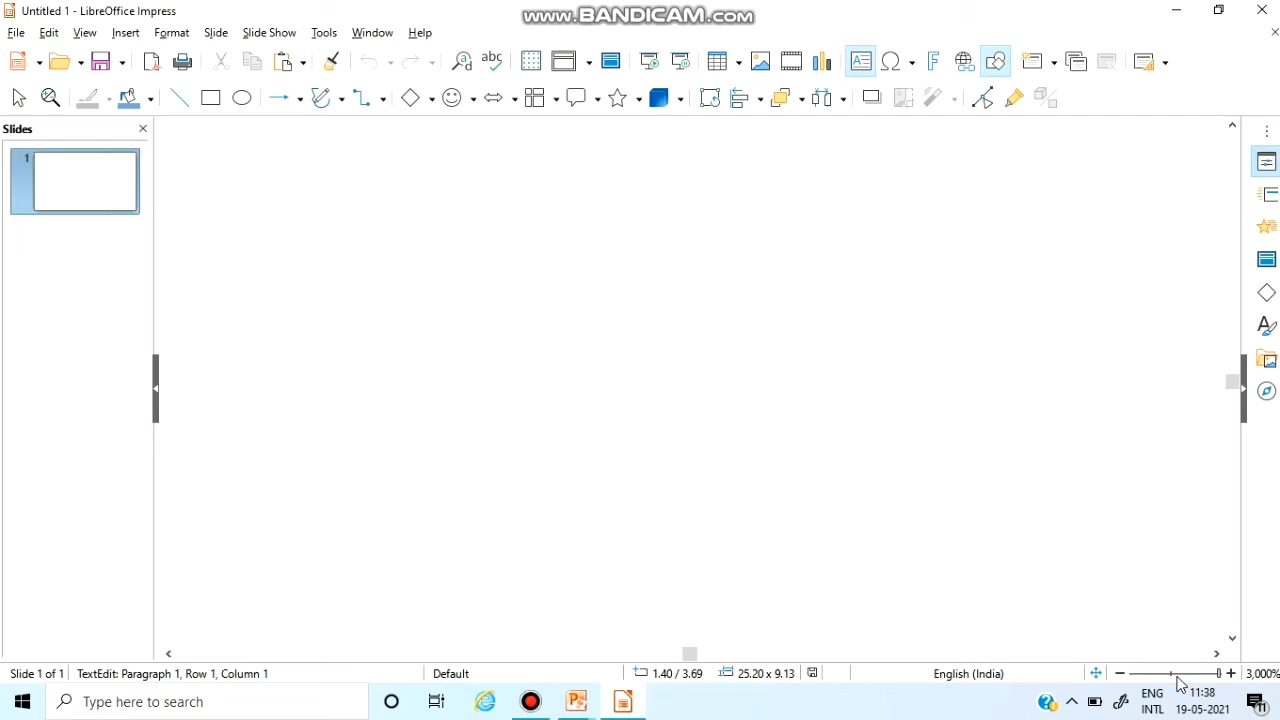 Untitled 1 - LibreOffice Impress
www.BANDICAM.com
File Edit View Insert Format Slide Slide Show Tools Window Help
Slides
1
Slide 1 of 1 TextEdit: Paragraph 1, Row 1, Column 1 Default 1.40 / 3.69 25.20 x 9.13 English (India) 3,000%
Type here to search
ENG
INTL
11:38
19-05-2021
11